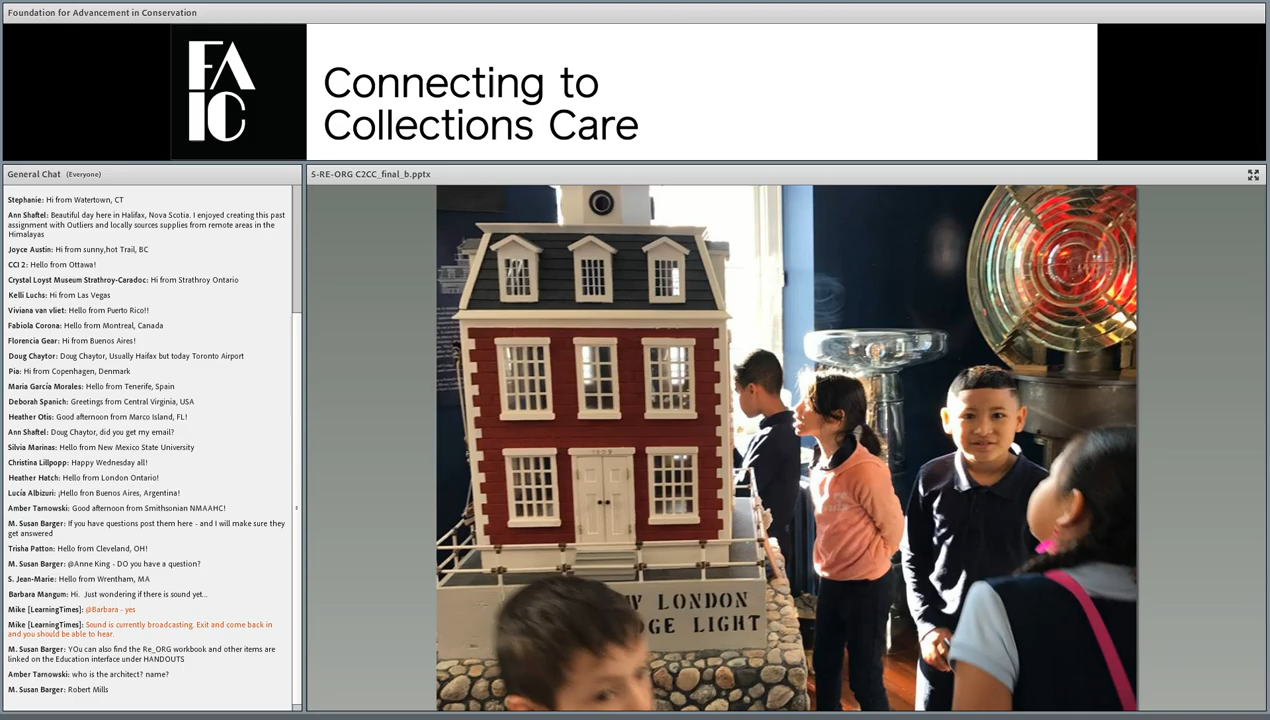 Foundation for Advancement in Conservation
FA
IC
Connecting to
Collections Care
General Chat (Everyone)
Stephanie: Hi from Watertown, CT
Ann Shaftel: Beautiful day here in Halifax, Nova Scotia. I enjoyed creating this past
assignment with Outliers and locally sources supplies from remote areas in the
Himalayas
Joyce Austin: Hi from sunny,hot Trail, BC
CCI 2: Hello from Ottawa!
Crystal Loyst Museum Strathroy-Caradoc: Hi from Strathroy Ontario
Kelli Luchs: Hi from Las Vegas
Viviana van vliet: Hello from Puerto Rico!!
Fabiola Corona: Hello from Montreal, Canada
Florencia Gear: Hi from Buenos Aires!
Doug Chaytor: Doug Chaytor, Usually Haifax but today Toronto Airport
Pia: Hi from Copenhagen, Denmark
Maria García Morales: Hello from Tenerife, Spain
Deborah Spanich: Greetings from Central Virginia, USA
Heather Otis: Good afternoon from Marco Island, FL!
Ann Shaftel: Doug Chaytor, did you get my email?
Silvia Marinas: Hello from New Mexico State University
Christina Lillpopp: Happy Wednesday all!
Heather Hatch: Hello from London Ontario!
Lucía Albizuri: ¡Hello fron Buenos Aires, Argentina!
Amber Tarnowski: Good afternoon from Smithsonian NMAAHC!
M. Susan Barger: If you have questions post them here - and I will make sure they
get answered
Trisha Patton: Hello from Cleveland, OH!
M. Susan Barger: @Anne King - DO you have a question?
S. Jean-Marie: Hello from Wrentham, MA
Barbara Mangum: Hi. Just wondering if there is sound yet...
Mike [LearningTimes]: @Barbara - yes
Mike [LearningTimes]: Sound is currently broadcasting. Exit and come back in
and you should be able to hear.
M. Susan Barger: YOu can also find the Re_ORG workbook and other items are
linked on the Education interface under HANDOUTS
Amber Tarnowski: who is the architect? name?
M. Susan Barger: Robert Mills
5-RE-ORG C2CC_final_b.pptx
1909
W LONDON
DGE LIGHT